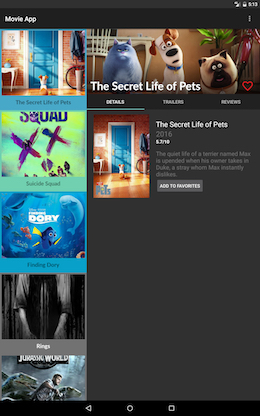 5:13
Movie App
The Secret Life of Pets
DETAILS
TRAILERS
REVIEWS
The Secret Life of Pets
2016
5.7/10
The quiet life of a terrier named Max
is upended when his owner takes in
Duke, a stray whom Max instantly
dislikes.
ADD TO FAVORITES
PETS
The Secret Life of Pets
SQUAD
Suicide Squad
FINDING
DORY
Finding Dory
Rings
JURASSIC WORLD